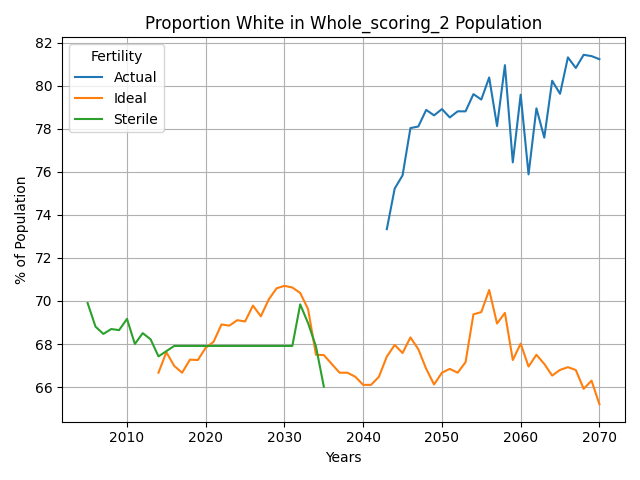 Proportion White in Whole_scoring_2 Population
Fertility
Actual
Ideal
Sterile
% of Population
82
80
78
76
74
72
70
68
66
2010
2020
2030
2040
2050
2060
2070
Years